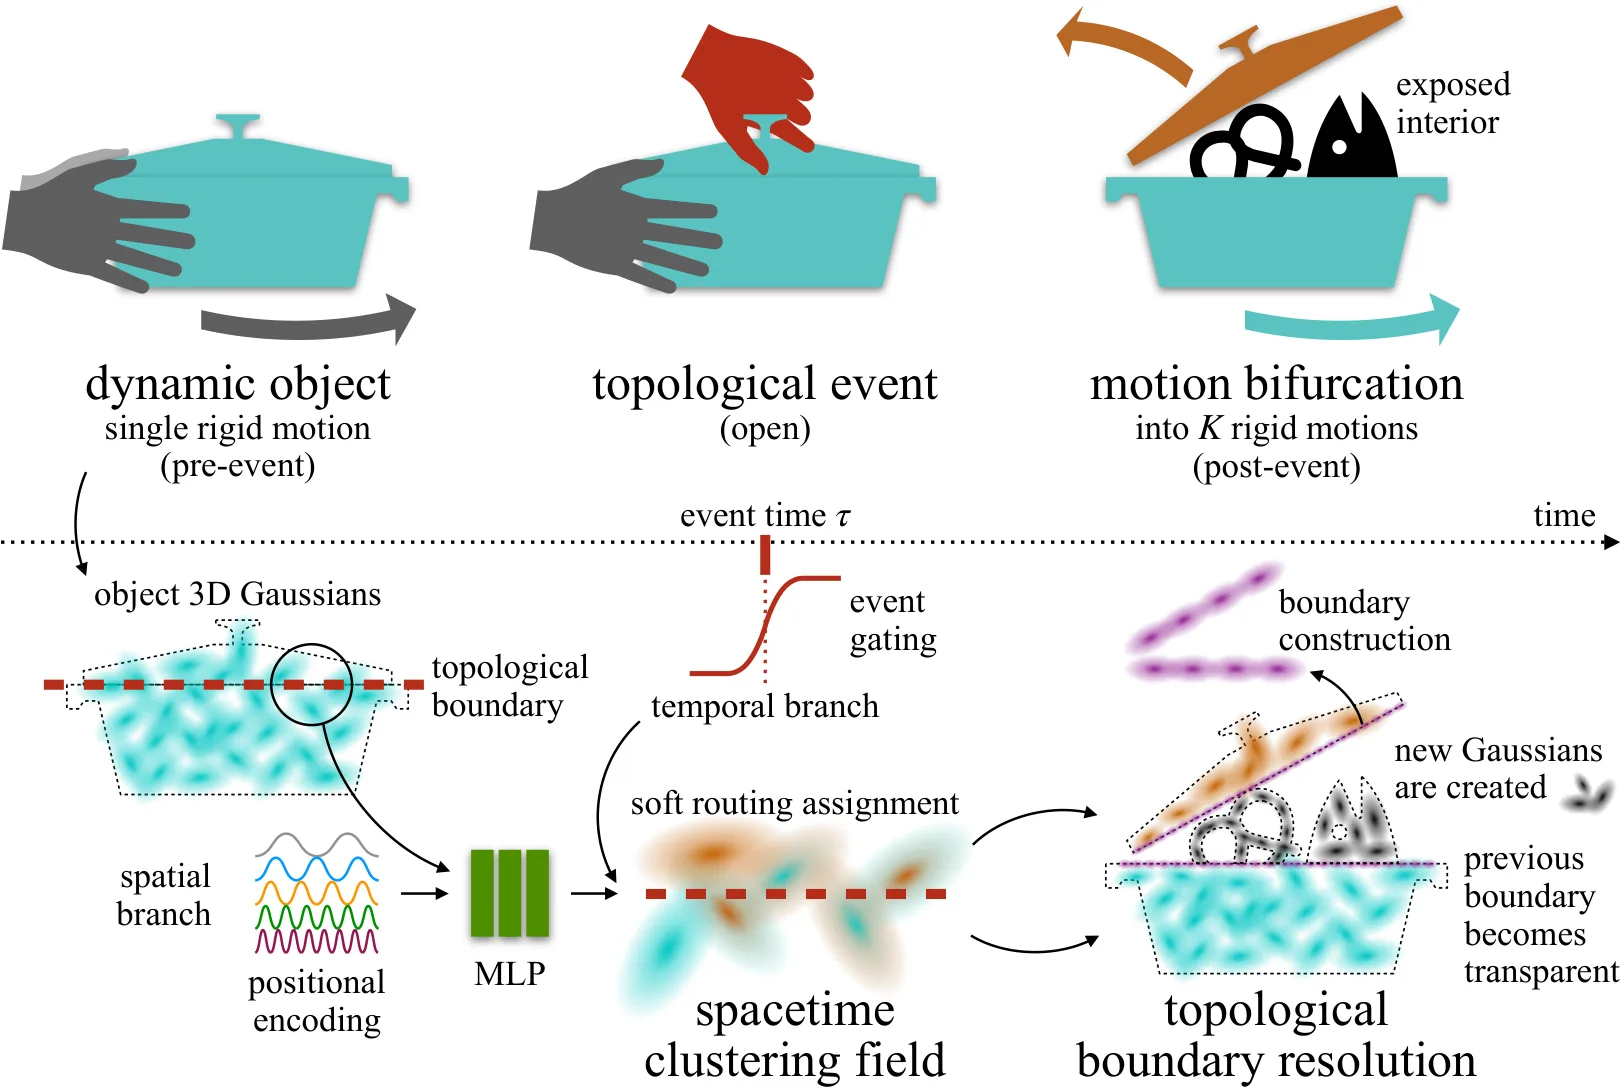 exposed
interior
dynamic object
single rigid motion
(pre-event)
topological event
(open)
motion bifurcation
into K rigid motions
(post-event)
event time τ
time
object 3D Gaussians
topological
boundary
event
gating
temporal branch
boundary
construction
new Gaussians
are created
soft routing assignment
spatial
branch
positional
encoding
MLP
previous
boundary
becomes
transparent
spacetime
clustering field
topological
boundary resolution